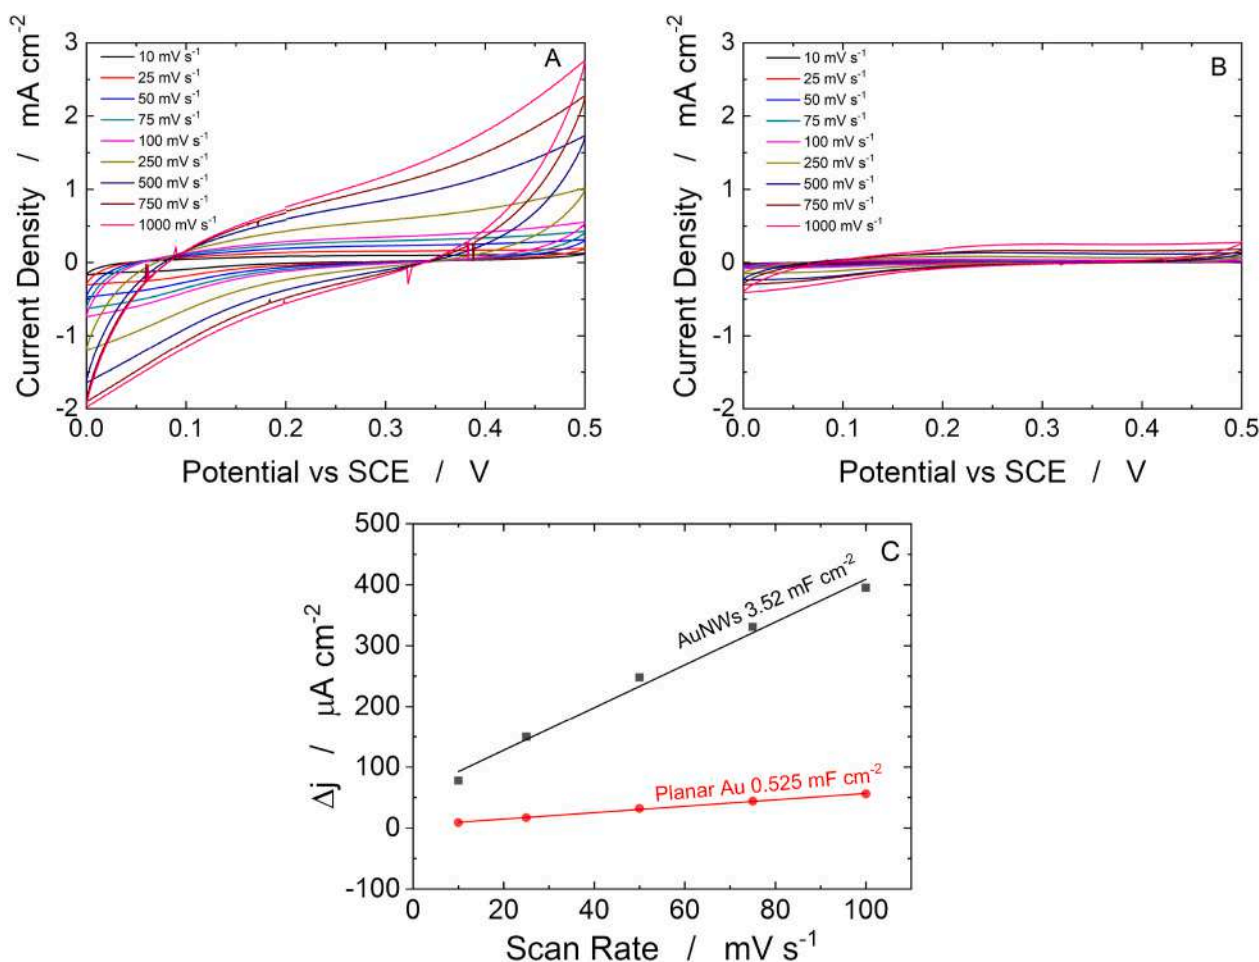 A
3
2
1
0
-1
-2
Current Density / mA cm⁻²
10 mV s⁻¹
25 mV s⁻¹
50 mV s⁻¹
75 mV s⁻¹
100 mV s⁻¹
250 mV s⁻¹
500 mV s⁻¹
750 mV s⁻¹
1000 mV s⁻¹
0.0 0.1 0.2 0.3 0.4 0.5
Potential vs SCE / V
B
3
2
1
0
-1
-2
Current Density / mA cm⁻²
10 mV s⁻¹
25 mV s⁻¹
50 mV s⁻¹
75 mV s⁻¹
100 mV s⁻¹
250 mV s⁻¹
500 mV s⁻¹
750 mV s⁻¹
1000 mV s⁻¹
0.0 0.1 0.2 0.3 0.4 0.5
Potential vs SCE / V
C
500
400
300
200
100
0
-100
Δj / μA cm⁻²
AuNWs 3.52 mF cm⁻²
Planar Au 0.525 mF cm⁻²
0 20 40 60 80 100
Scan Rate / mV s⁻¹